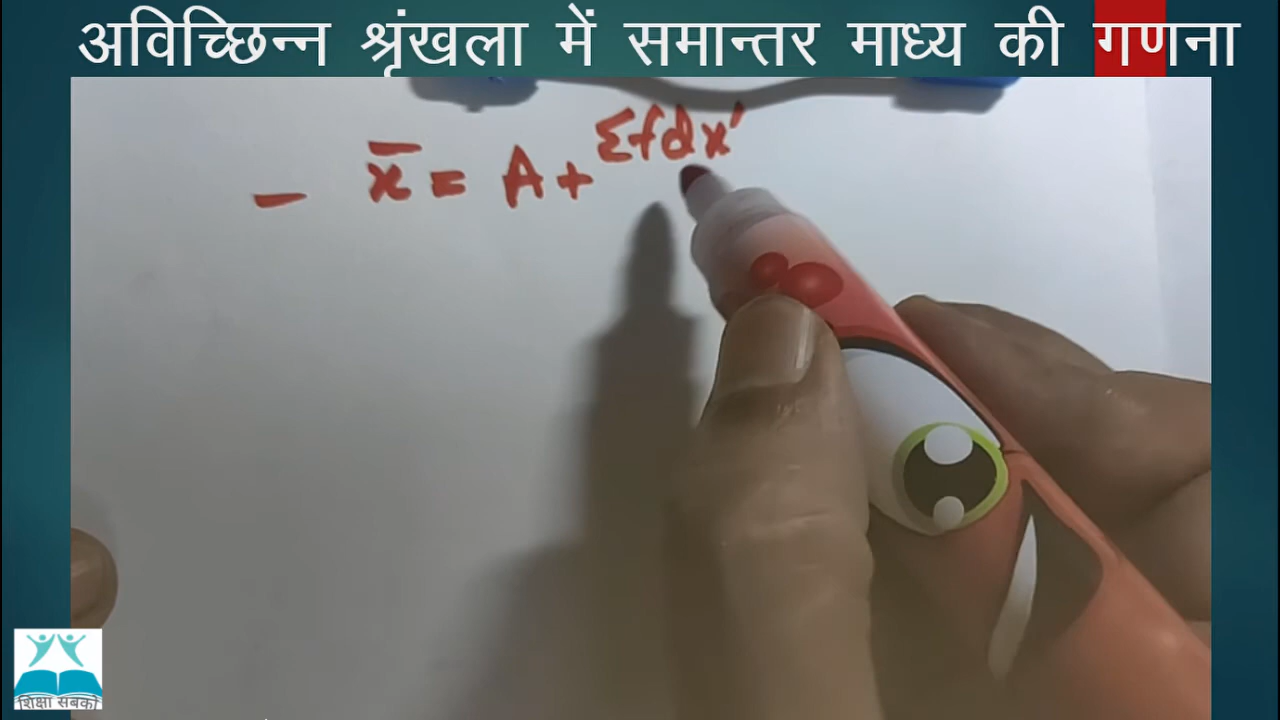 अविच्छिन्न श्रृंखला में समान्तर माध्य की गणना
– x̄ = A + Σfdx'
शिक्षा सबको